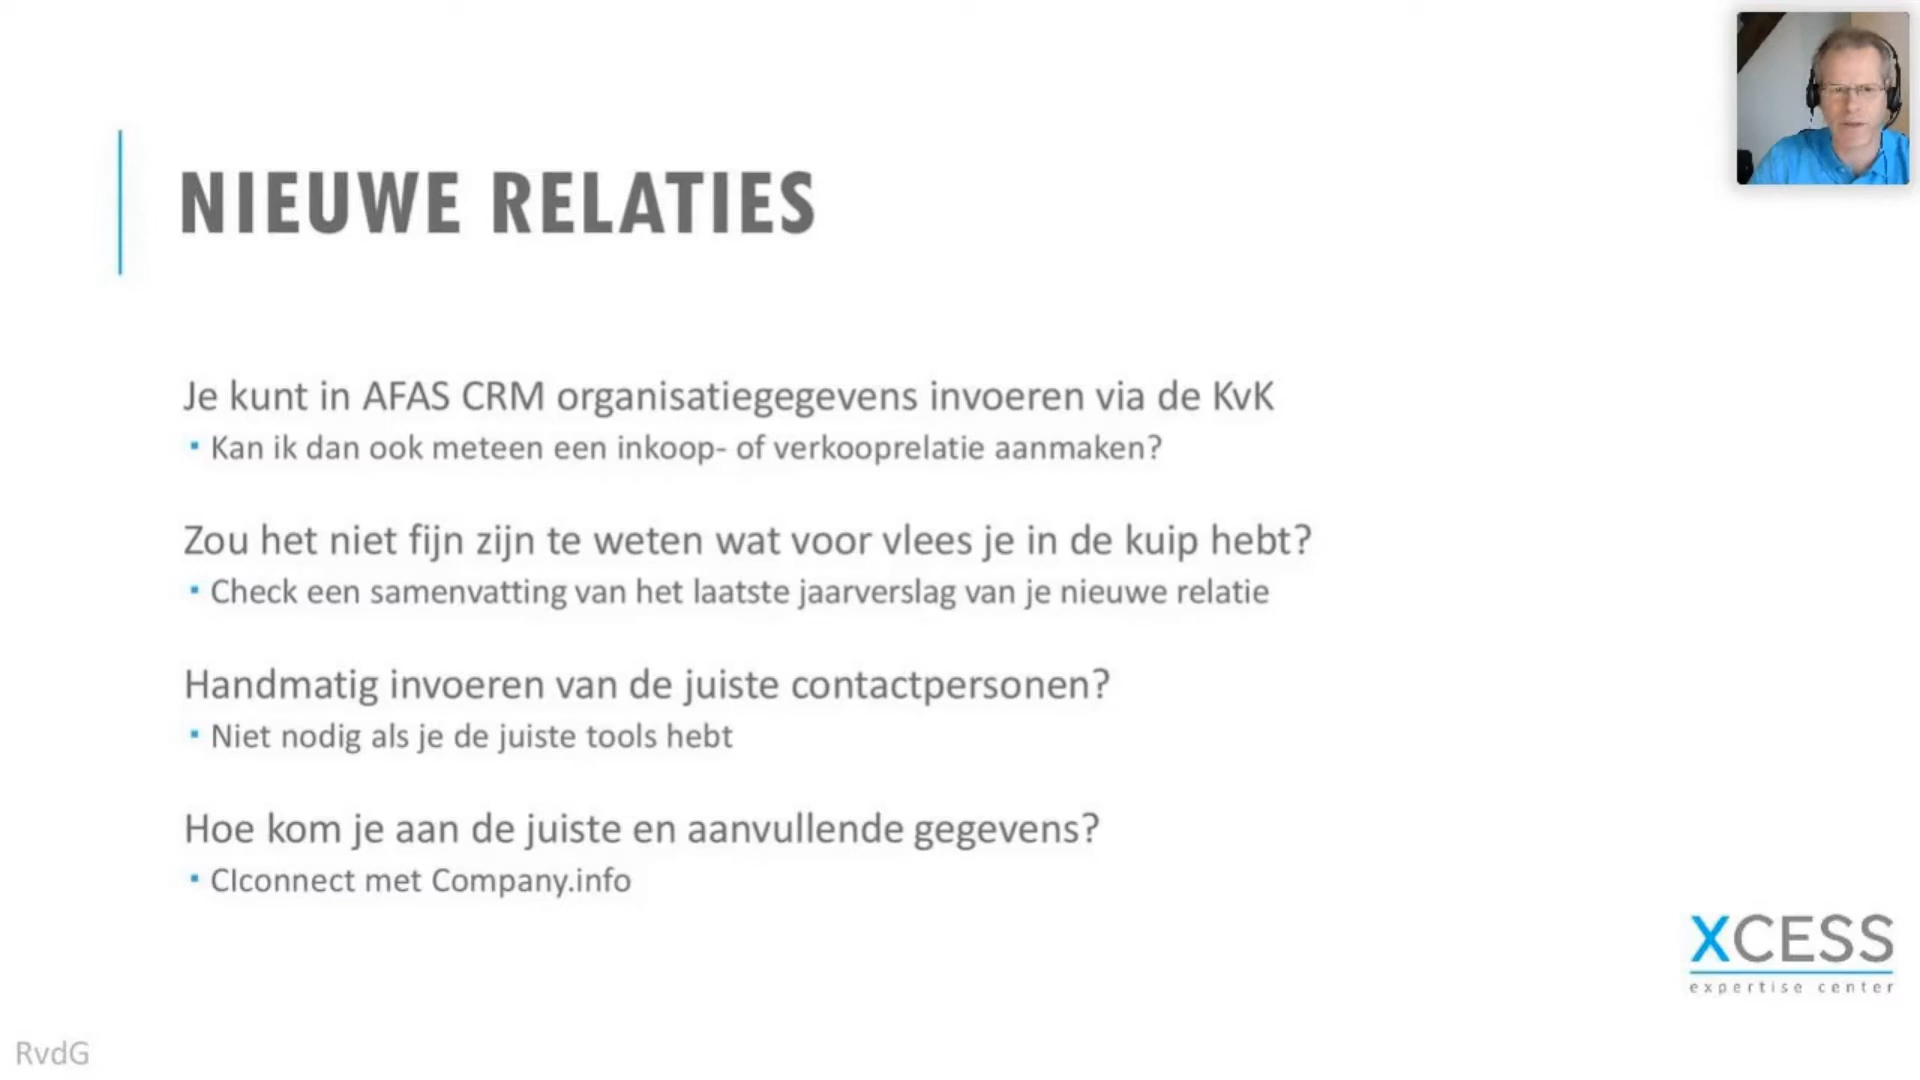 NIEUWE RELATIES
Je kunt in AFAS CRM organisatiegegevens invoeren via de KvK
▪ Kan ik dan ook meteen een inkoop- of verkooprelatie aanmaken?
Zou het niet fijn zijn te weten wat voor vlees je in de kuip hebt?
▪ Check een samenvatting van het laatste jaarverslag van je nieuwe relatie
Handmatig invoeren van de juiste contactpersonen?
▪ Niet nodig als je de juiste tools hebt
Hoe kom je aan de juiste en aanvullende gegevens?
▪ CIconnect met Company.info
XCESS
expertise center
RvdG